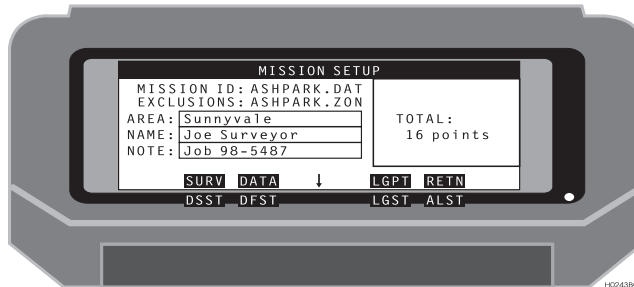 MISSION SETUP
MISSION ID: ASHPARK.DAT
EXCLUSIONS: ASHPARK.ZON
AREA: Sunnyvale
NAME: Joe Surveyor
NOTE: Job 98-5487
TOTAL:
16 points
SURV DATA ↓ LGPT RETN
DSST DFST LGST ALST